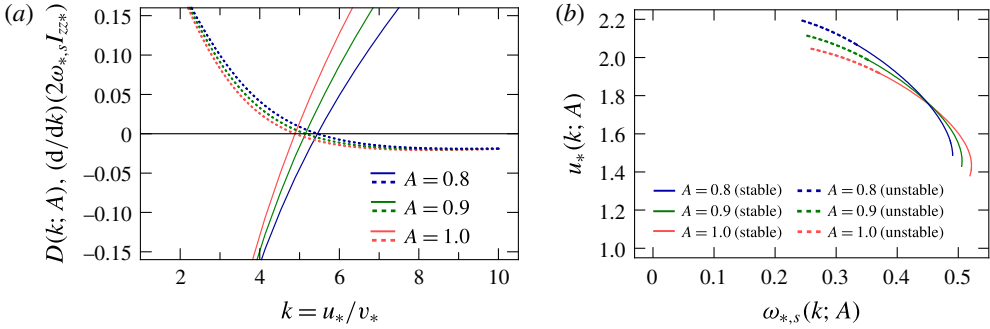 (a)
0.15
0.10
0.05
0
−0.05
−0.10
−0.15
D(k; A), (d/dk)(2ω*,s Izz*)
A = 0.8
A = 0.9
A = 1.0
2 4 6 8 10
k = u*/v*
(b)
2.2
2.0
1.8
1.6
1.4
1.2
1.0
u*(k; A)
A = 0.8 (stable) A = 0.8 (unstable)
A = 0.9 (stable) A = 0.9 (unstable)
A = 1.0 (stable) A = 1.0 (unstable)
0 0.1 0.2 0.3 0.4 0.5
ω*,s(k; A)